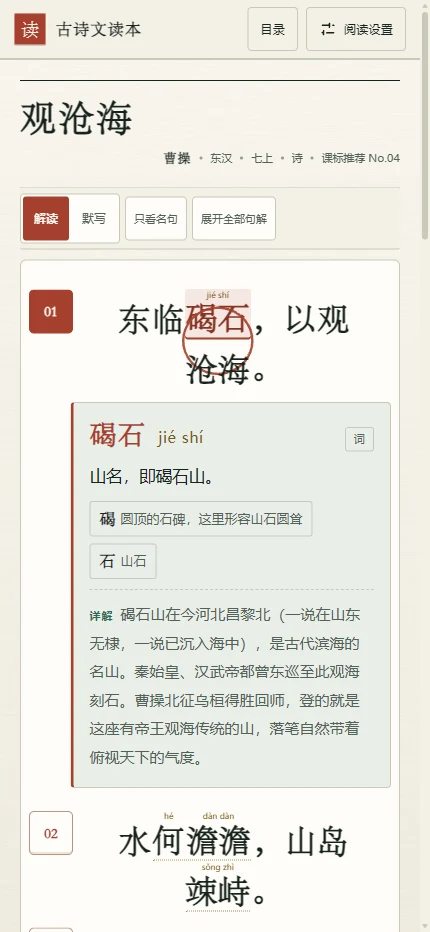 读 古诗文读本 目录 阅读设置
观沧海
曹操 • 东汉 • 七上 • 诗 • 课标推荐 No.04
解读 默写 只看名句 展开全部句解
jié shí
01 东临碣石，以观
沧海。
碣石 jié shí 词
山名，即碣石山。
碣 圆顶的石碑，这里形容山石圆耸
石 山石
详解 碣石山在今河北昌黎北（一说在山东
无棣，一说已沉入海中），是古代滨海的
名山。秦始皇、汉武帝都曾东巡至此观海
刻石。曹操北征乌桓得胜回师，登的就是
这座有帝王观海传统的山，落笔自然带着
俯视天下的气度。
hé dàn dàn
02 水何澹澹，山岛
sǒng zhì
竦峙。